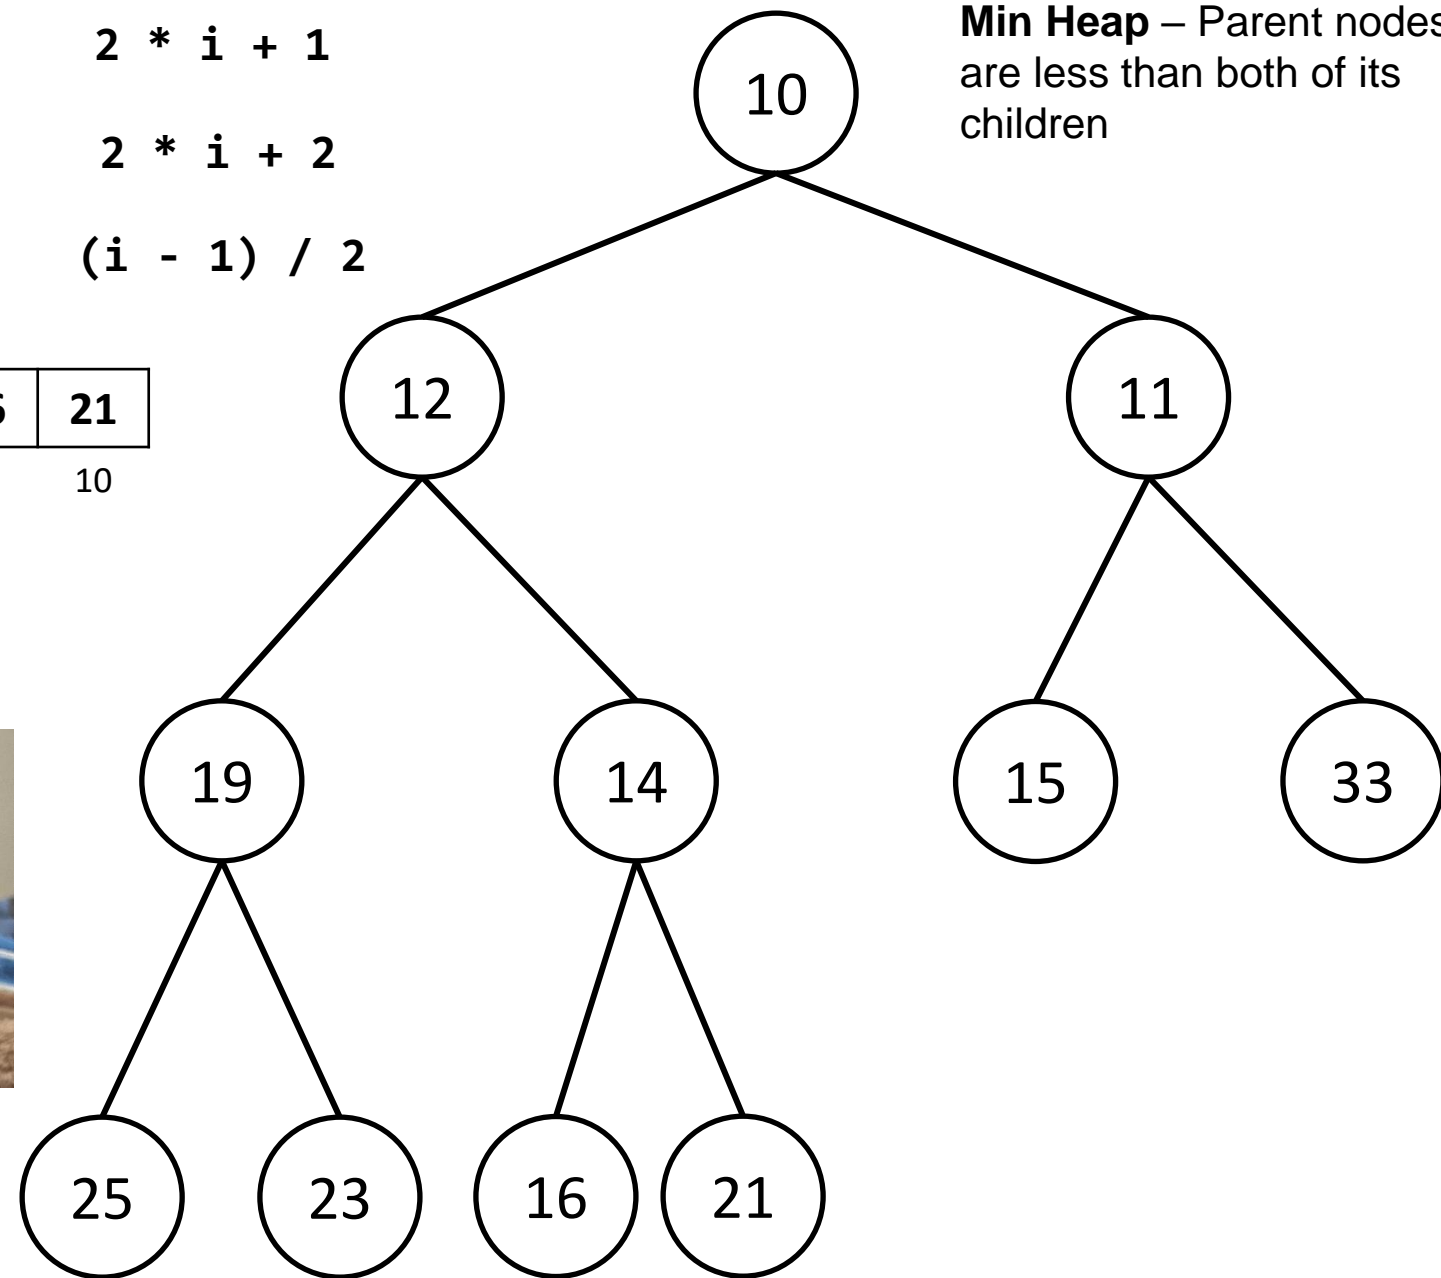 2 * i + 1
2 * i + 2
(i - 1) / 2
Min Heap – Parent nodes
are less than both of its
children
10
12
11
21
10
19
14
15
33
25
23
16
21